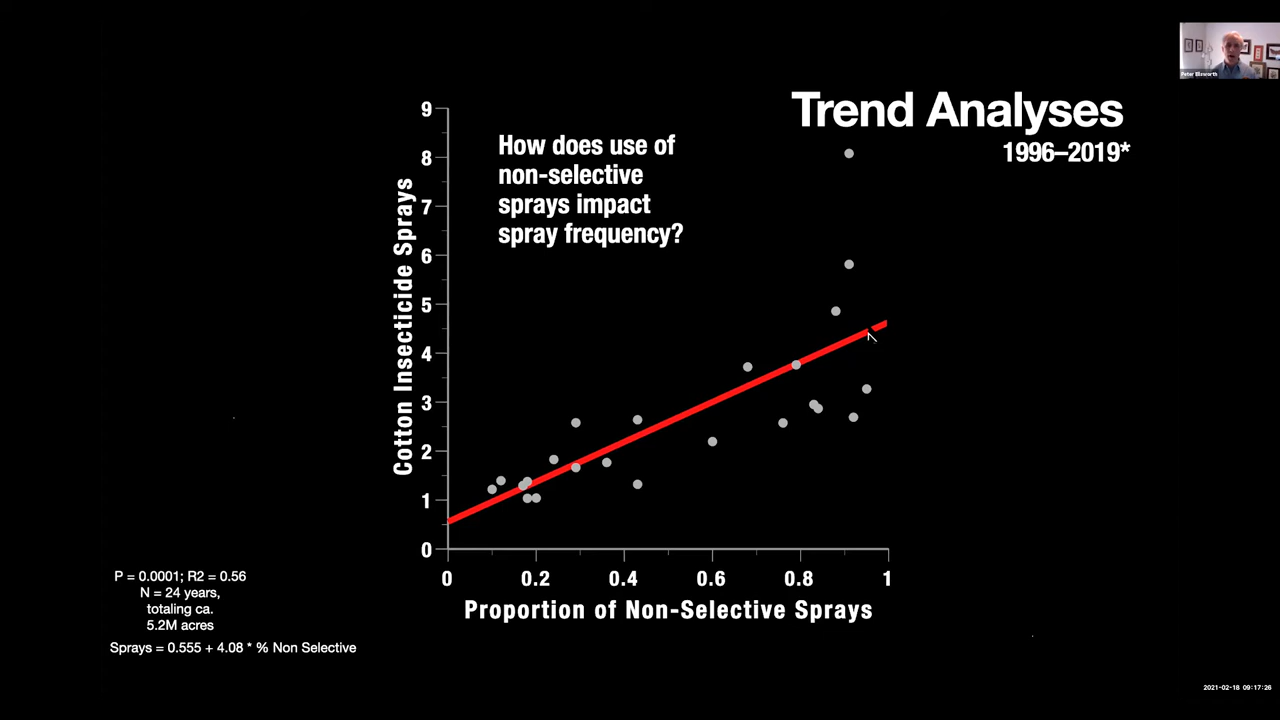 Peter Ellsworth
Trend Analyses
1996–2019*
How does use of
non-selective
sprays impact
spray frequency?
Cotton Insecticide Sprays
9
8
7
6
5
4
3
2
1
0
0 0.2 0.4 0.6 0.8 1
Proportion of Non-Selective Sprays
P = 0.0001; R2 = 0.56
N = 24 years,
totaling ca.
5.2M acres
Sprays = 0.555 + 4.08 * % Non Selective
2021-02-18 09:17:26